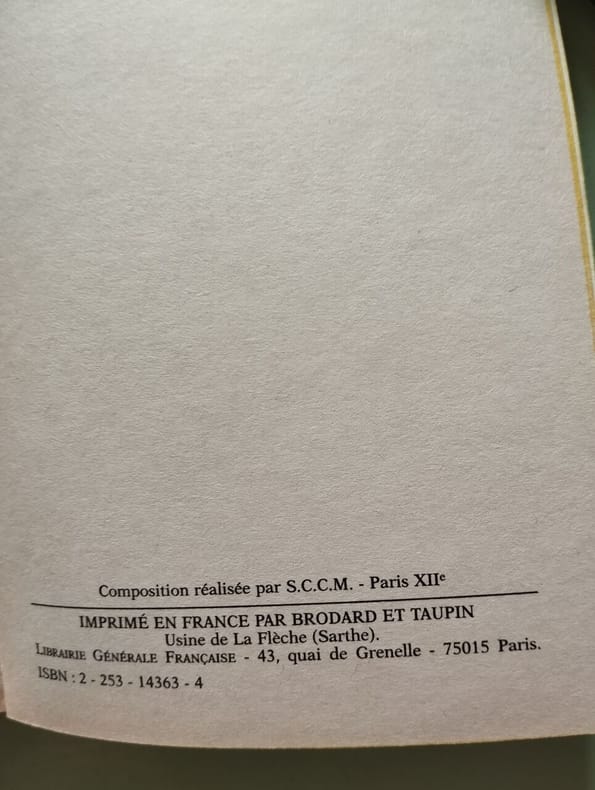 Composition réalisée par S.C.C.M. - Paris XIIe
IMPRIMÉ EN FRANCE PAR BRODARD ET TAUPIN
Usine de La Flèche (Sarthe).
LIBRAIRIE GÉNÉRALE FRANÇAISE - 43, quai de Grenelle - 75015 Paris.
ISBN : 2 - 253 - 14363 - 4